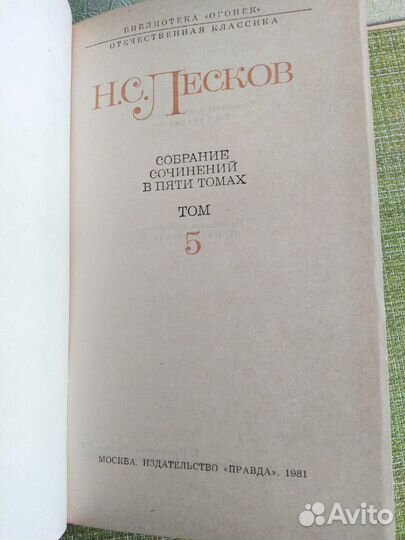 БИБЛИОТЕКА «ОГОНЕК»
ОТЕЧЕСТВЕННАЯ КЛАССИКА
Н.С. ЛЕСКОВ
СОБРАНИЕ
СОЧИНЕНИЙ
В ПЯТИ ТОМАХ
ТОМ
5
МОСКВА. ИЗДАТЕЛЬСТВО «ПРАВДА». 1981
Avito